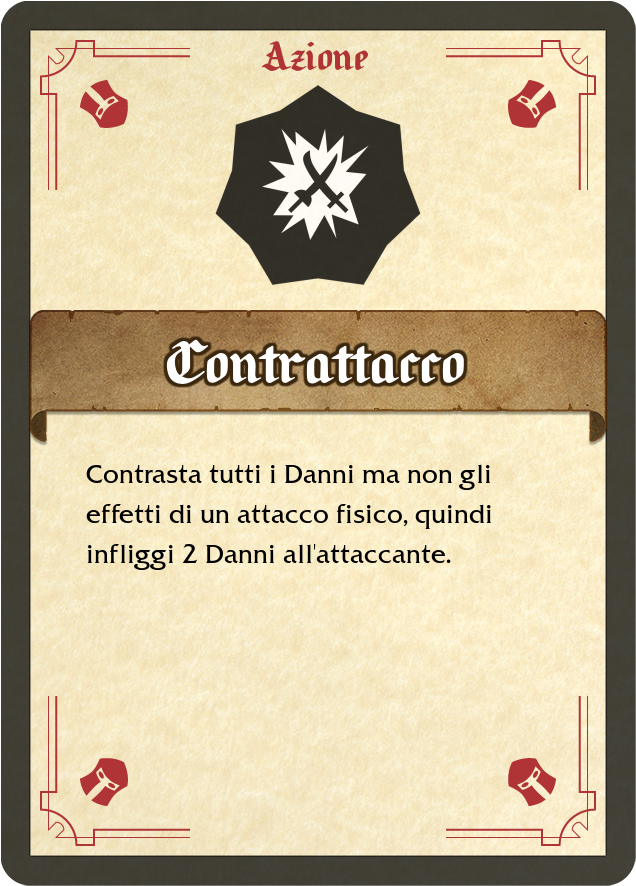 Azione
Contrattacco
Contrasta tutti i Danni ma non gli
effetti di un attacco fisico, quindi
infliggi 2 Danni all'attaccante.